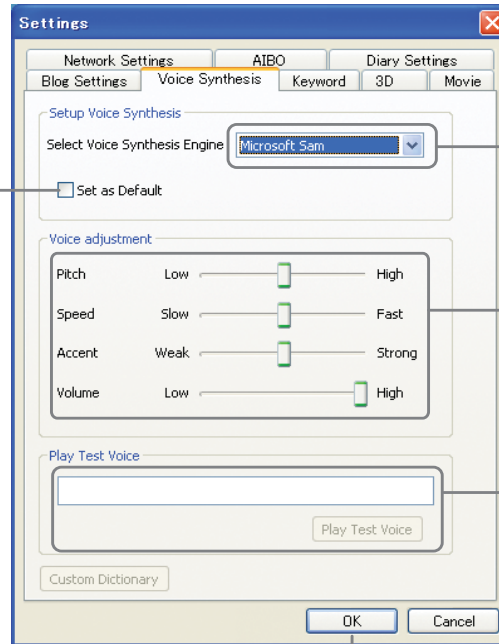 Settings
Network Settings AIBO Diary Settings
Blog Settings Voice Synthesis Keyword 3D Movie
Setup Voice Synthesis
Select Voice Synthesis Engine Microsoft Sam
Set as Default
Voice adjustment
Pitch Low High
Speed Slow Fast
Accent Weak Strong
Volume Low High
Play Test Voice
Play Test Voice
Custom Dictionary
OK Cancel